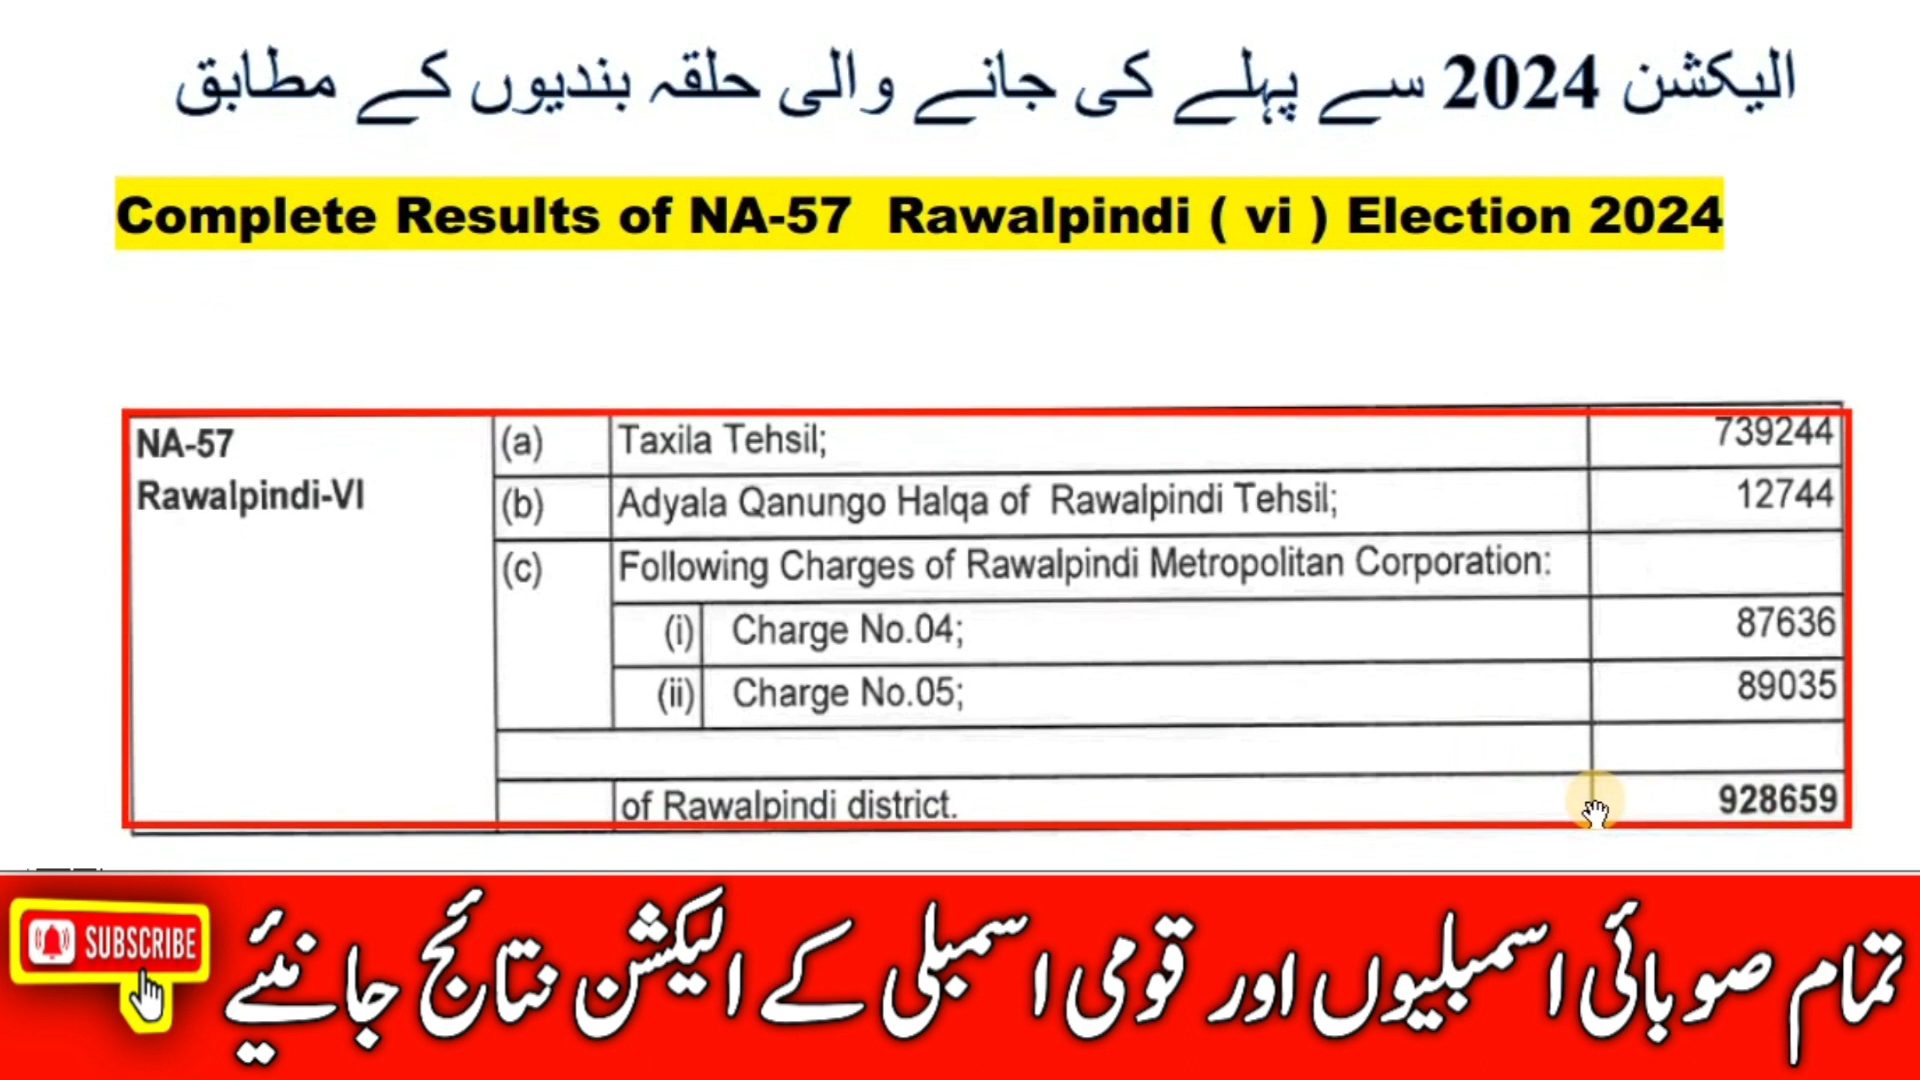 الیکشن 2024 سے پہلے کی جانے والی حلقہ بندیوں کے مطابق
Complete Results of NA-57 Rawalpindi ( vi ) Election 2024
NA-57 (a) Taxila Tehsil; 739244
Rawalpindi-VI (b) Adyala Qanungo Halqa of Rawalpindi Tehsil; 12744
(c) Following Charges of Rawalpindi Metropolitan Corporation:
(i) Charge No.04; 87636
(ii) Charge No.05; 89035
of Rawalpindi district. 928659
SUBSCRIBE
تمام صوبائی اسمبلیوں اور قومی اسمبلی کے الیکشن نتائج جانئیے